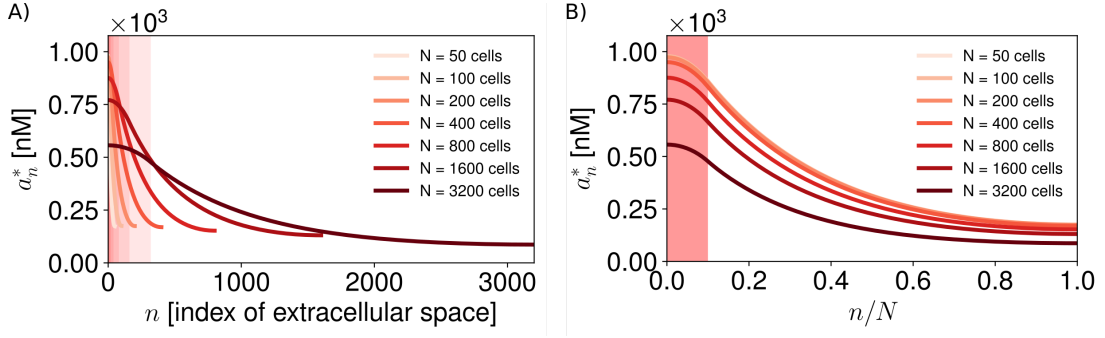 A)
×10³
1.00
0.75
0.50
0.25
0.00
a*ₙ [nM]
0
1000
2000
3000
n [index of extracellular space]
N = 50 cells
N = 100 cells
N = 200 cells
N = 400 cells
N = 800 cells
N = 1600 cells
N = 3200 cells
B)
×10³
1.00
0.75
0.50
0.25
0.00
a*ₙ [nM]
0.0
0.2
0.4
0.6
0.8
1.0
n/N
N = 50 cells
N = 100 cells
N = 200 cells
N = 400 cells
N = 800 cells
N = 1600 cells
N = 3200 cells